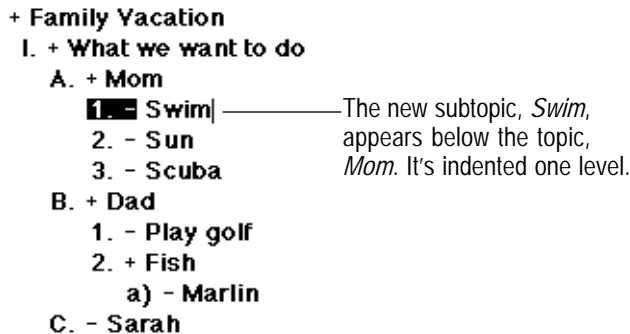 + Family Vacation
I. + What we want to do
A. + Mom
1. - Swim
The new subtopic, Swim,
appears below the topic,
Mom. It's indented one level.
2. - Sun
3. - Scuba
B. + Dad
1. - Play golf
2. + Fish
a) - Marlin
C. - Sarah